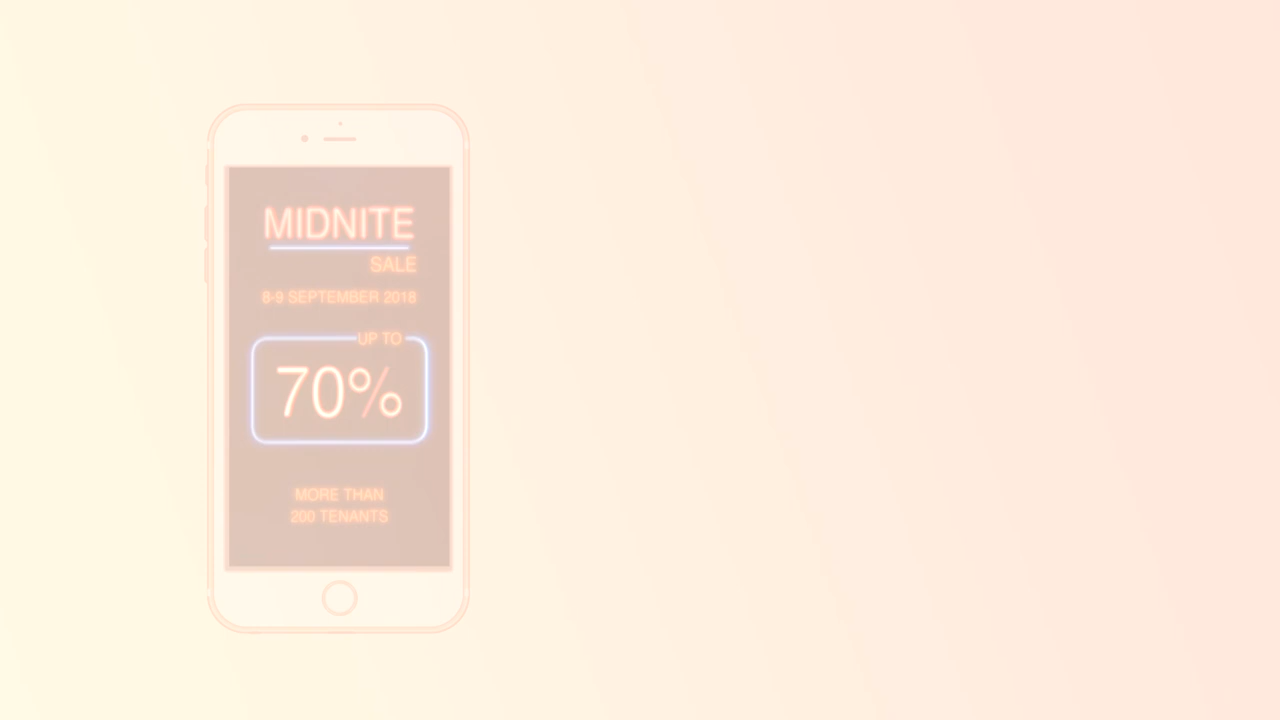 MIDNITE
SALE
8-9 SEPTEMBER 2018
UP TO
70%
MORE THAN
200 TENANTS